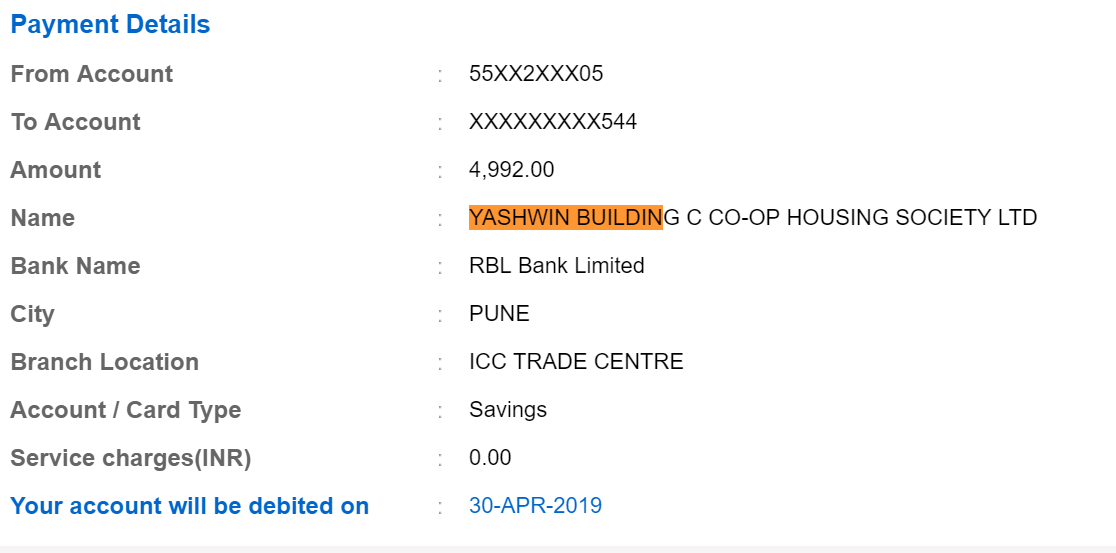 Payment Details
From Account : 55XX2XXX05
To Account : XXXXXXXXX544
Amount : 4,992.00
Name : YASHWIN BUILDING C CO-OP HOUSING SOCIETY LTD
Bank Name : RBL Bank Limited
City : PUNE
Branch Location : ICC TRADE CENTRE
Account / Card Type : Savings
Service charges(INR) : 0.00
Your account will be debited on : 30-APR-2019